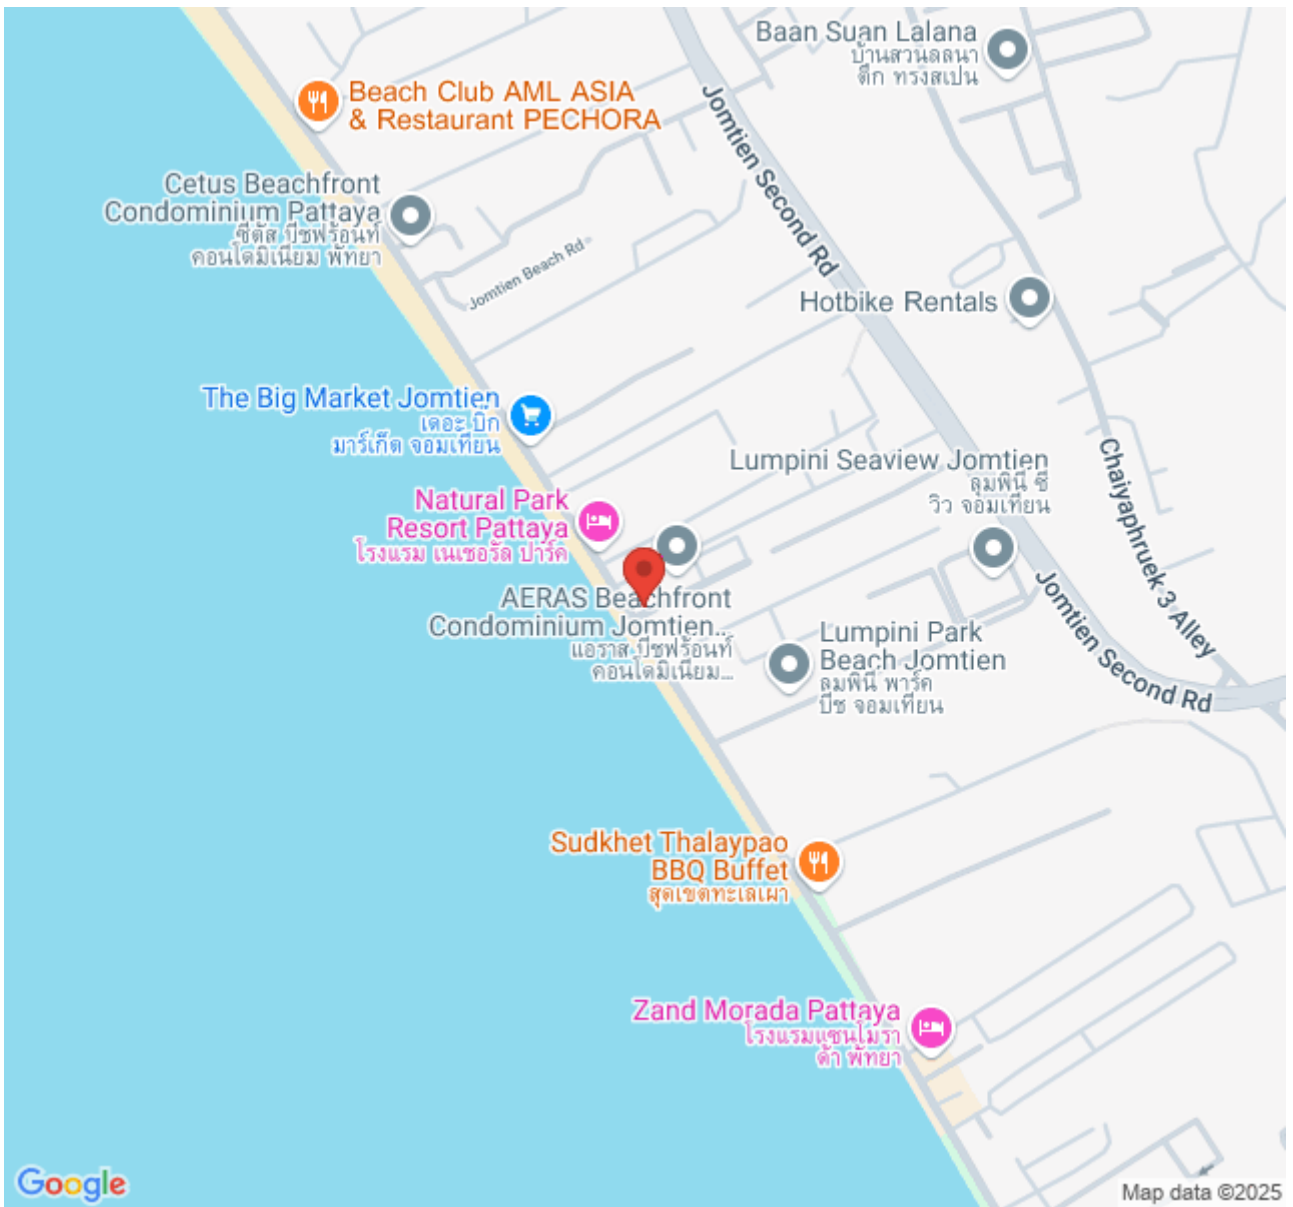 Baan Suan Lalana
บ้านสวนลลนา
ตึก ทรงสเปน
Beach Club AML ASIA
& Restaurant PECHORA
Jomtien Second Rd
Cetus Beachfront
Condominium Pattaya
ซีตัส บีชฟร้อนท์
คอนโดมิเนียม พัทยา
Jomtien Beach Rd
Hotbike Rentals
The Big Market Jomtien
เดอะ บิ๊ก
มาร์เก็ต จอมเทียน
Chaiyaphruek 3 Alley
Lumpini Seaview Jomtien
ลุมพินี ซี
วิว จอมเทียน
Natural Park
Resort Pattaya
โรงแรม เนเชอรัล ปาร์ค
AERAS Beachfront
Condominium Jomtien...
แอราส บีชฟร้อนท์
คอนโดมิเนียม...
Jomtien Second Rd
Lumpini Park
Beach Jomtien
ลุมพินี พาร์ค
บีช จอมเทียน
Sudkhet Thalaypao
BBQ Buffet
สุดเขตทะเลเผา
Zand Morada Pattaya
โรงแรมแซนโมรา
ด้า พัทยา
Google
Map data ©2025